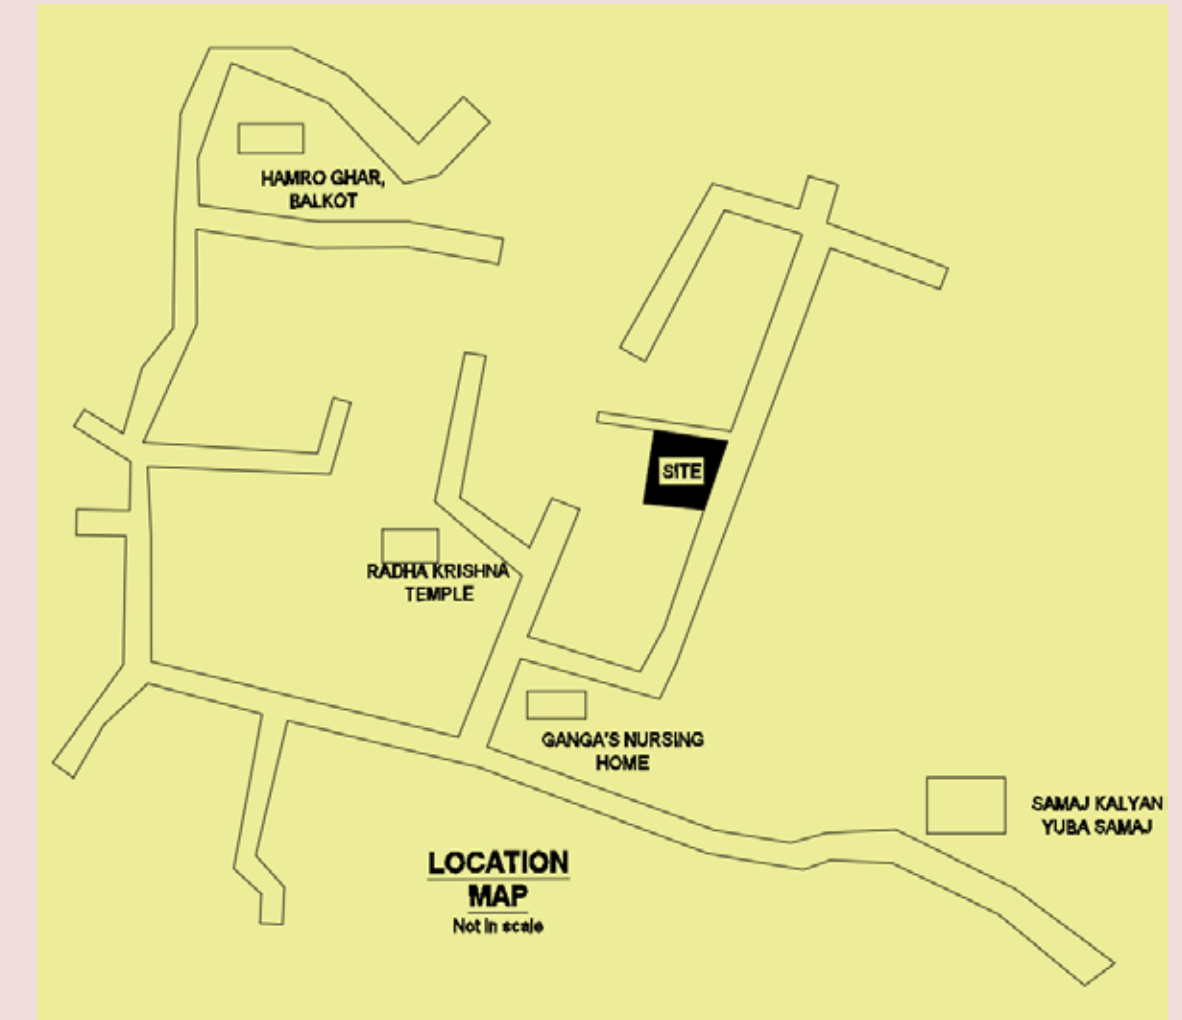 HAMRO GHAR,
BALKOT
SITE
RADHA KRISHNA
TEMPLE
GANGA'S NURSING
HOME
SAMAJ KALYAN
YUBA SAMAJ
LOCATION
MAP
Not in scale